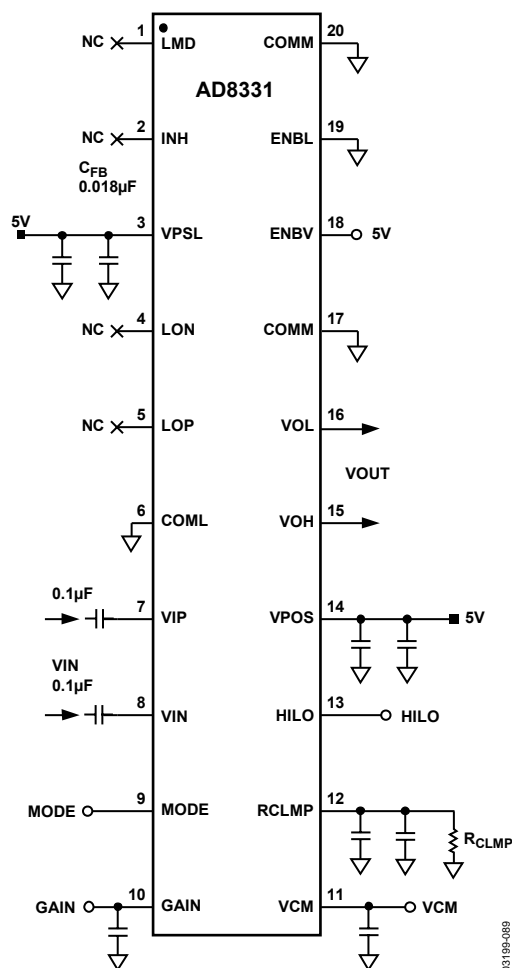 AD8331
NC 1 LMD
NC 2 INH
CFB
0.018µF
5V 3 VPSL
NC 4 LON
NC 5 LOP
6 COML
0.1µF
7 VIP
VIN
0.1µF
8 VIN
MODE 9 MODE
GAIN 10 GAIN
COMM 20
ENBL 19
ENBV 18 5V
COMM 17
VOL 16
VOUT
VOH 15
VPOS 14 5V
HILO 13 HILO
RCLMP 12
RCLMP
VCM 11 VCM
03199-089